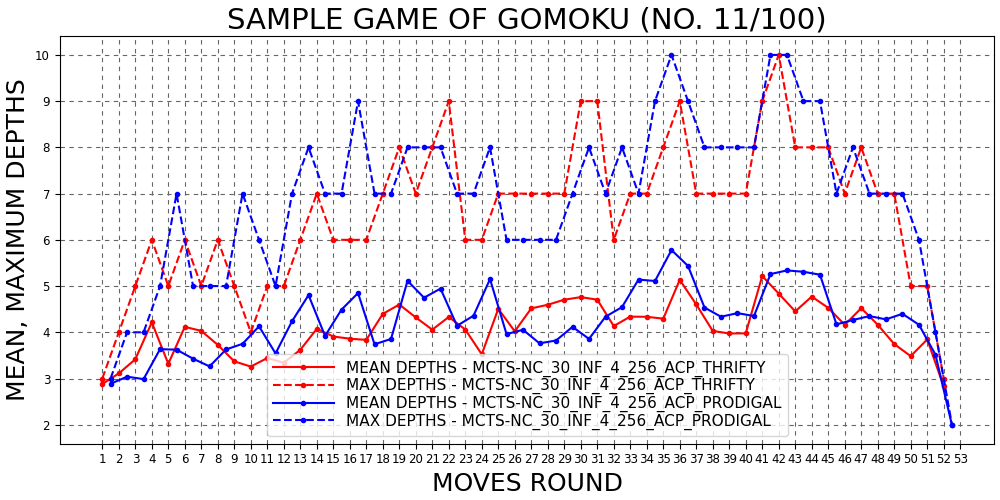 SAMPLE GAME OF GOMOKU (NO. 11/100)
MEAN, MAXIMUM DEPTHS
10
9
8
7
6
5
4
3
2
MEAN DEPTHS - MCTS-NC_30_INF_4_256_ACP_THRIFTY
MAX DEPTHS - MCTS-NC_30_INF_4_256_ACP_THRIFTY
MEAN DEPTHS - MCTS-NC_30_INF_4_256_ACP_PRODIGAL
MAX DEPTHS - MCTS-NC_30_INF_4_256_ACP_PRODIGAL
1 2 3 4 5 6 7 8 9 10 11 12 13 14 15 16 17 18 19 20 21 22 23 24 25 26 27 28 29 30 31 32 33 34 35 36 37 38 39 40 41 42 43 44 45 46 47 48 49 50 51 52 53
MOVES ROUND